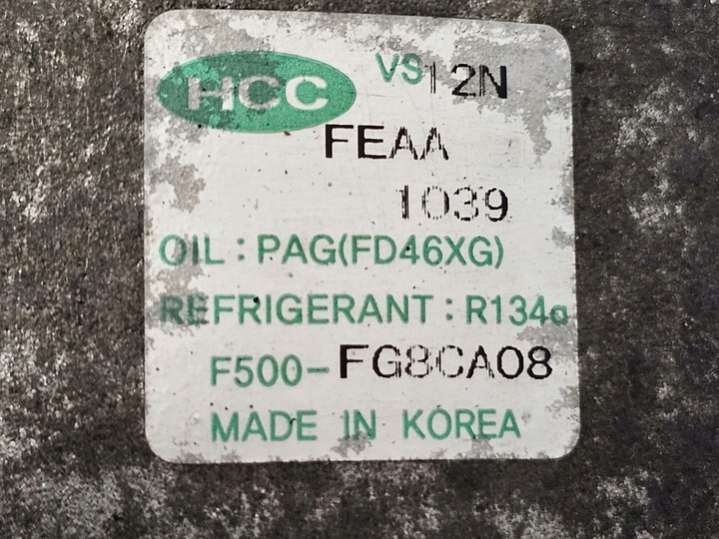 HCC VS12N
FEAA
1039
OIL : PAG(FD46XG)
REFRIGERANT : R134a
F500-FG8CA08
MADE IN KOREA